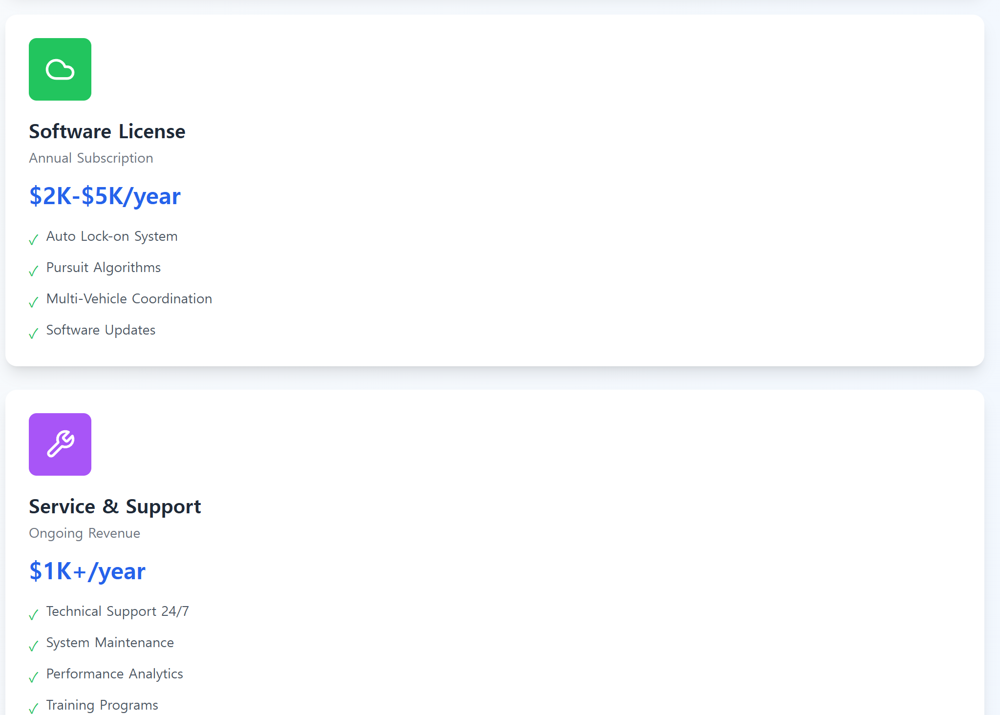 Software License
Annual Subscription
$2K-$5K/year
✓ Auto Lock-on System
✓ Pursuit Algorithms
✓ Multi-Vehicle Coordination
✓ Software Updates
Service & Support
Ongoing Revenue
$1K+/year
✓ Technical Support 24/7
✓ System Maintenance
✓ Performance Analytics
✓ Training Programs